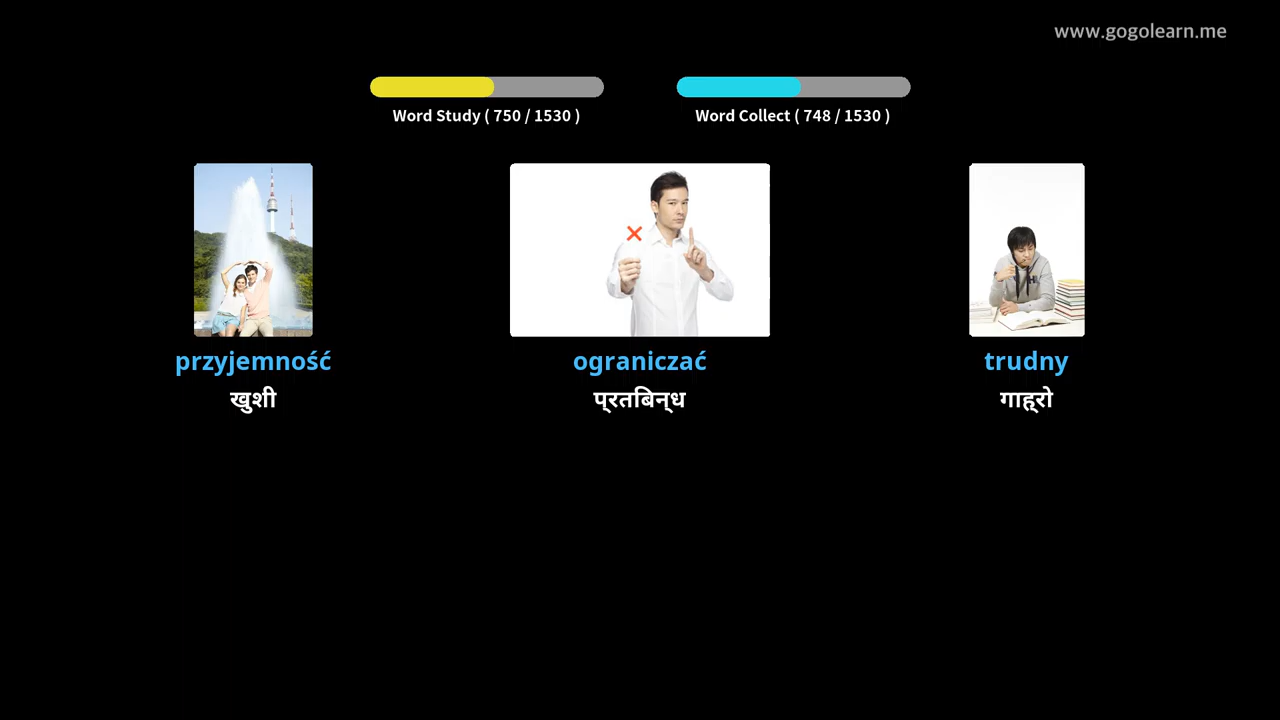 www.gogolearn.me
Word Study ( 750 / 1530 )
Word Collect ( 748 / 1530 )
przyjemność
ograniczać
trudny
खुशी
प्रतबिन्ध
गाह्रो